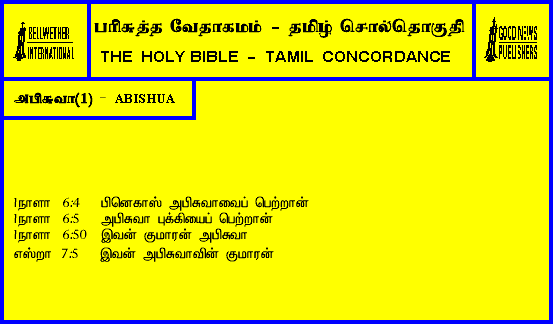 BELLWETHER
INTERNATIONAL
பரிசுத்த வேதாகமம் - தமிழ் சொல்தொகுதி
THE HOLY BIBLE - TAMIL CONCORDANCE
GOOD NEWS
PUBLISHERS
அபிசுவா(1) - ABISHUA
1நாளா 6:4 பினெகாஸ் அபிசுவாவைப் பெற்றான்
1நாளா 6:5 அபிசுவா புக்கியைப் பெற்றான்
1நாளா 6:50 இவன் குமாரன் அபிசுவா
எஸ்றா 7:5 இவன் அபிசுவாவின் குமாரன்